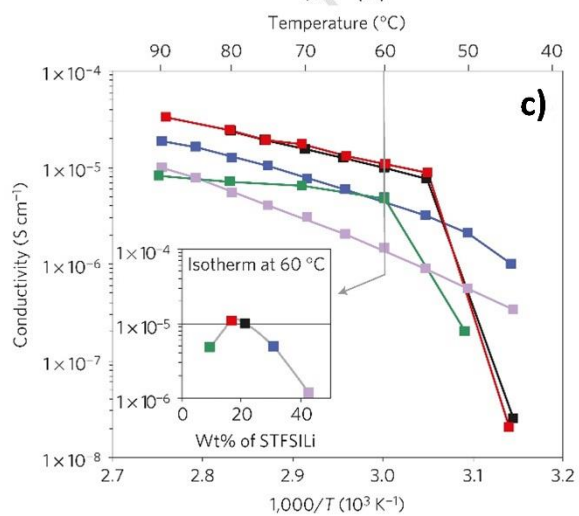 Temperature (°C)
90 80 70 60 50 40
c)
1×10⁻⁴
1×10⁻⁵
1×10⁻⁶
1×10⁻⁷
1×10⁻⁸
Conductivity (S cm⁻¹)
Isotherm at 60 °C
1×10⁻⁴
1×10⁻⁵
1×10⁻⁶
0 20 40
Wt% of STFSILi
2.7 2.8 2.9 3.0 3.1 3.2
1,000/T (10³ K⁻¹)